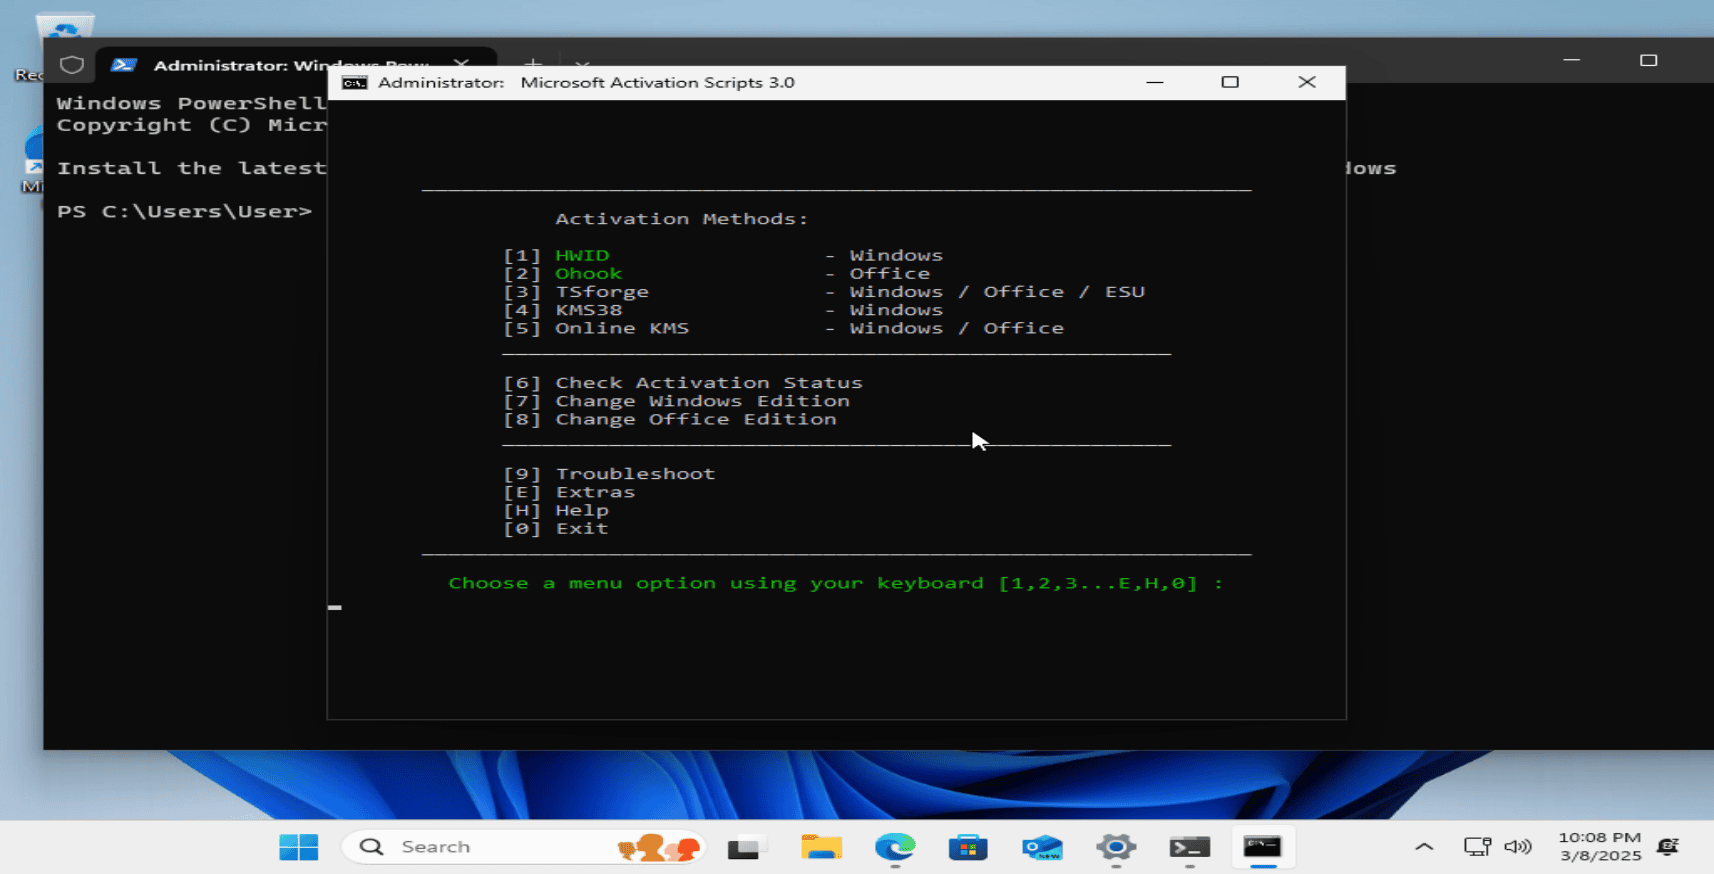 Administrator: Windows Pow
Administrator: Microsoft Activation Scripts 3.0
Windows PowerShell
Copyright (C) Micr
Install the latest
dows
PS C:\Users\User>
Activation Methods:
[1] HWID - Windows
[2] Ohook - Office
[3] TSforge - Windows / Office / ESU
[4] KMS38 - Windows
[5] Online KMS - Windows / Office
[6] Check Activation Status
[7] Change Windows Edition
[8] Change Office Edition
[9] Troubleshoot
[E] Extras
[H] Help
[0] Exit
Choose a menu option using your keyboard [1,2,3...E,H,0] :
Search
NEW
10:08 PM
3/8/2025